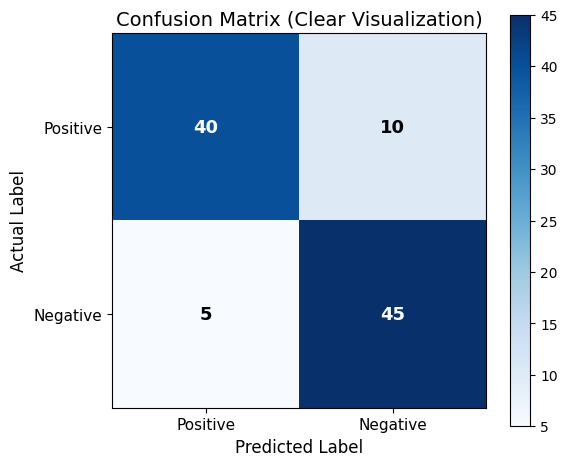 Confusion Matrix (Clear Visualization)
Actual Label
Positive
40
10
Negative
5
45
Positive
Negative
Predicted Label
45
40
35
30
25
20
15
10
5